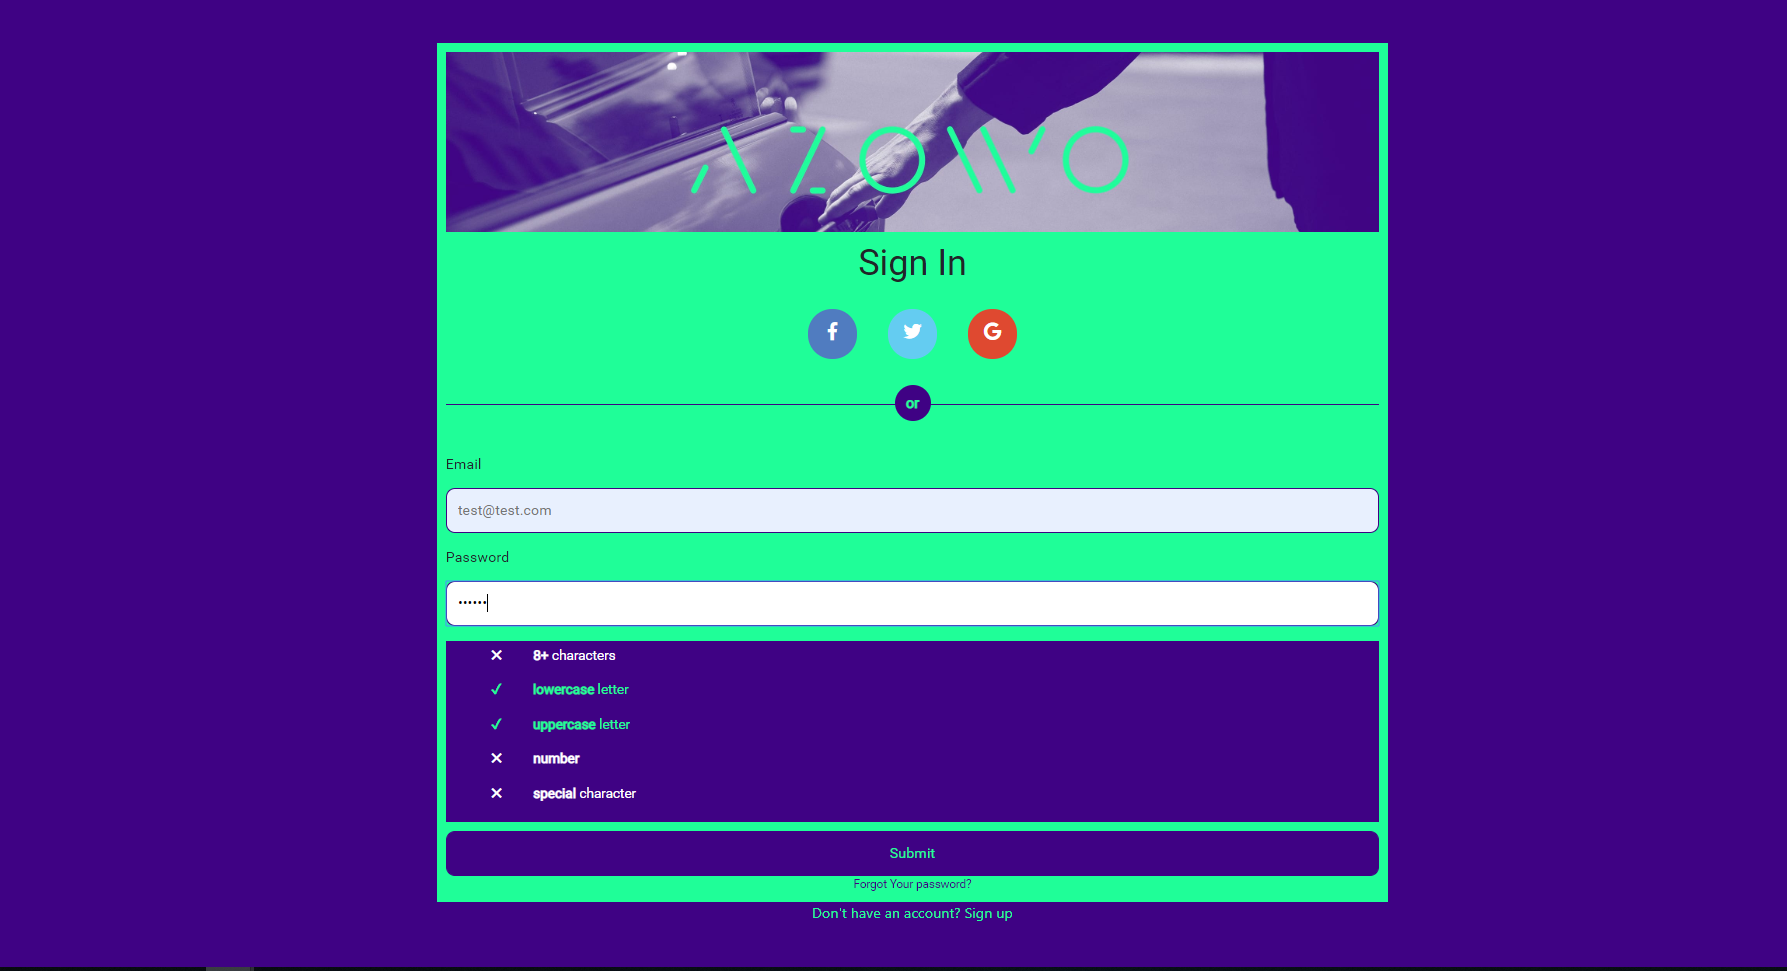 AZOWO
Sign In
or
Email
test@test.com
Password
••••••
8+ characters
lowercase letter
uppercase letter
number
special character
Submit
Forgot Your password?
Don't have an account? Sign up